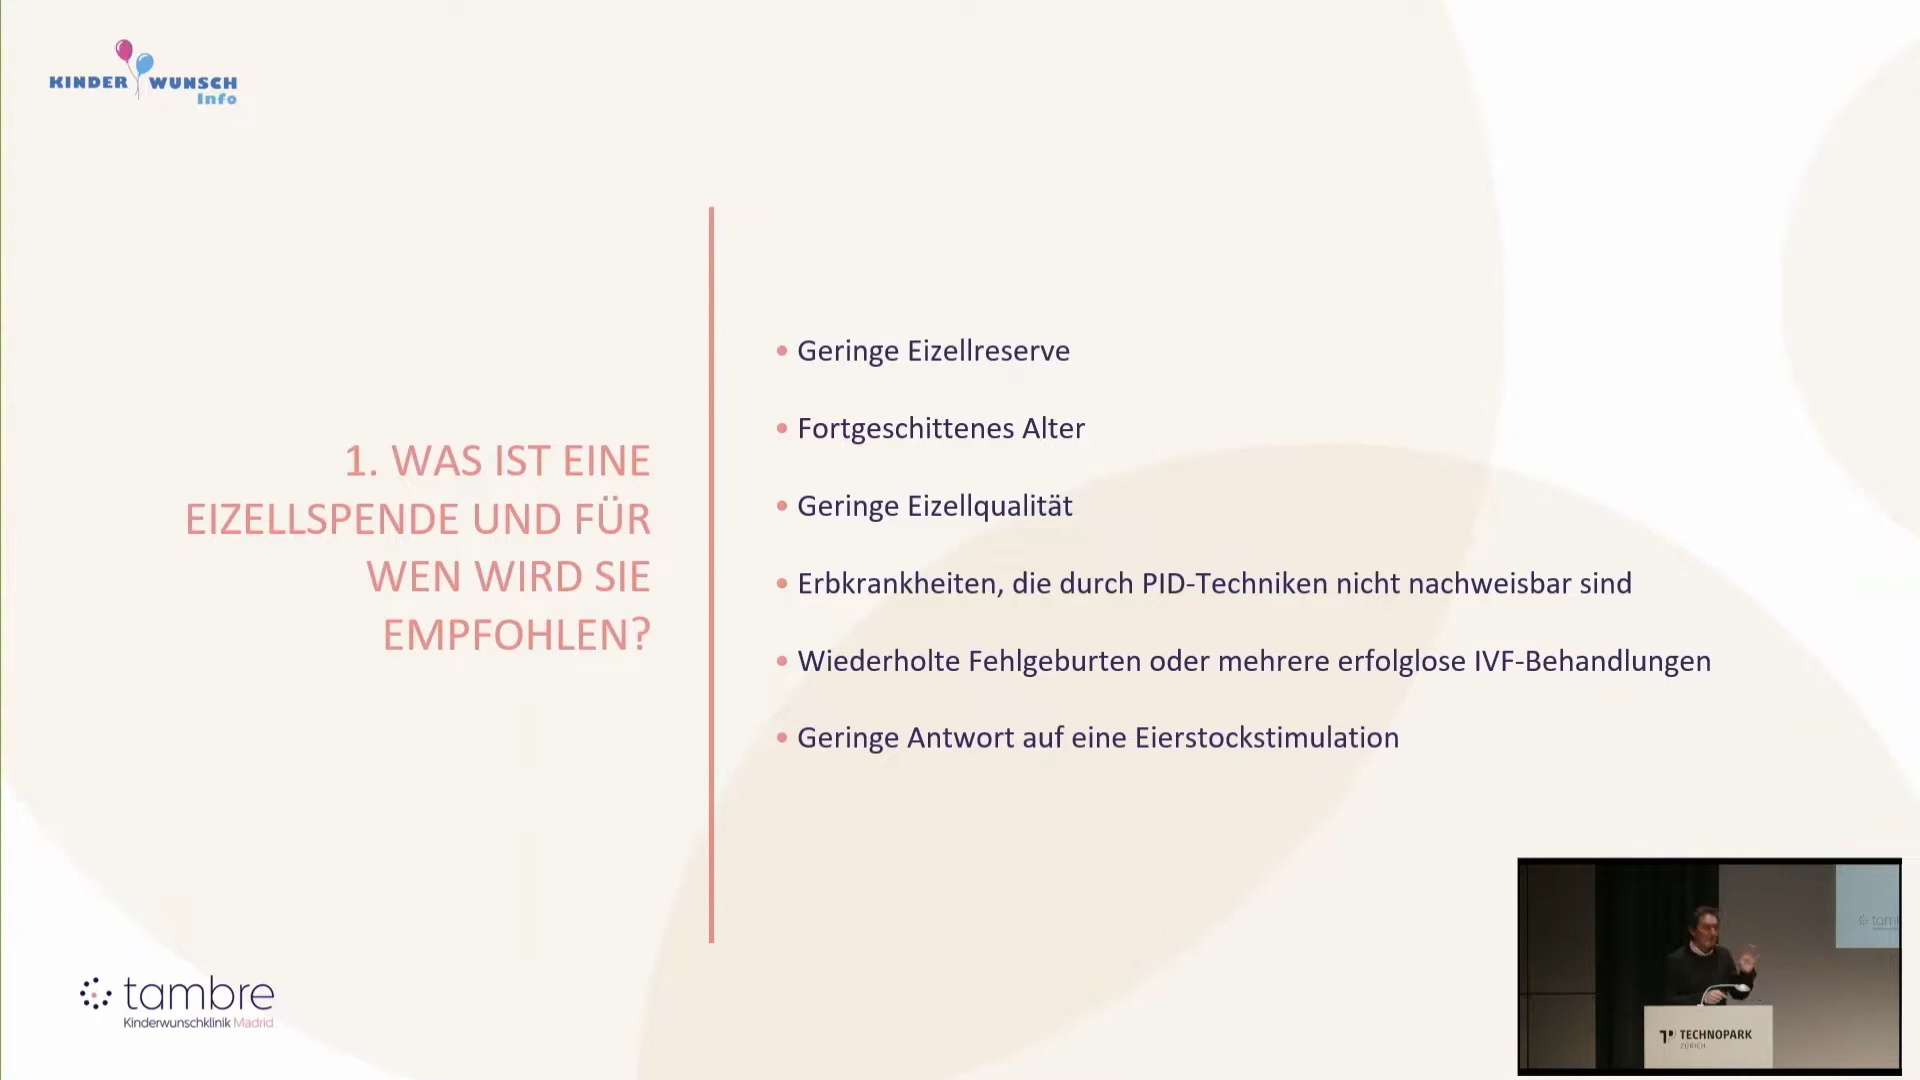 KINDER WUNSCH
Info
1. WAS IST EINE
EIZELLSPENDE UND FÜR
WEN WIRD SIE
EMPFOHLEN?
• Geringe Eizellreserve
• Fortgeschittenes Alter
• Geringe Eizellqualität
• Erbkrankheiten, die durch PID-Techniken nicht nachweisbar sind
• Wiederholte Fehlgeburten oder mehrere erfolglose IVF-Behandlungen
• Geringe Antwort auf eine Eierstockstimulation
tambre
Kinderwunschklinik Madrid
tam
TECHNOPARK
ZÜRICH